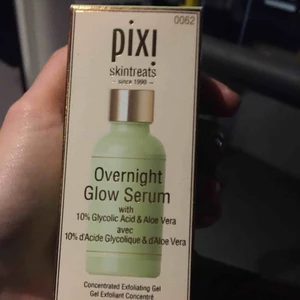 0062
pixi
skintreats
since 1999
Overnight
Glow Serum
with
10% Glycolic Acid & Aloe Vera
avec
10% d'Acide Glycolique & d'Aloe Vera
Concentrated Exfoliating Gel
Gel Exfoliant Concentré